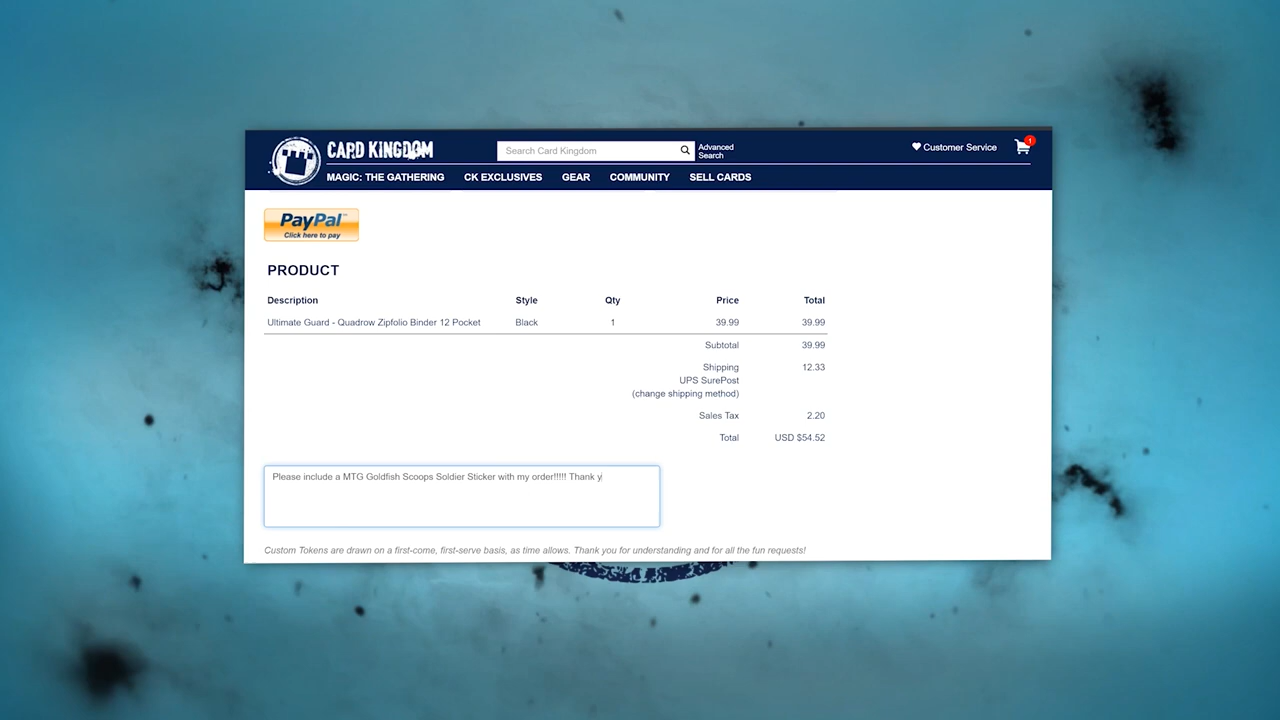 CARD KINGDOM
Search Card Kingdom
Advanced
Search
Customer Service
1
MAGIC: THE GATHERING CK EXCLUSIVES GEAR COMMUNITY SELL CARDS
PayPal™
Click here to pay
PRODUCT
Description Style Qty Price Total
Ultimate Guard - Quadrow Zipfolio Binder 12 Pocket Black 1 39.99 39.99
Subtotal 39.99
Shipping 12.33
UPS SurePost
(change shipping method)
Sales Tax 2.20
Total USD $54.52
Please include a MTG Goldfish Scoops Soldier Sticker with my order!!!!! Thank y
Custom Tokens are drawn on a first-come, first-serve basis, as time allows. Thank you for understanding and for all the fun requests!